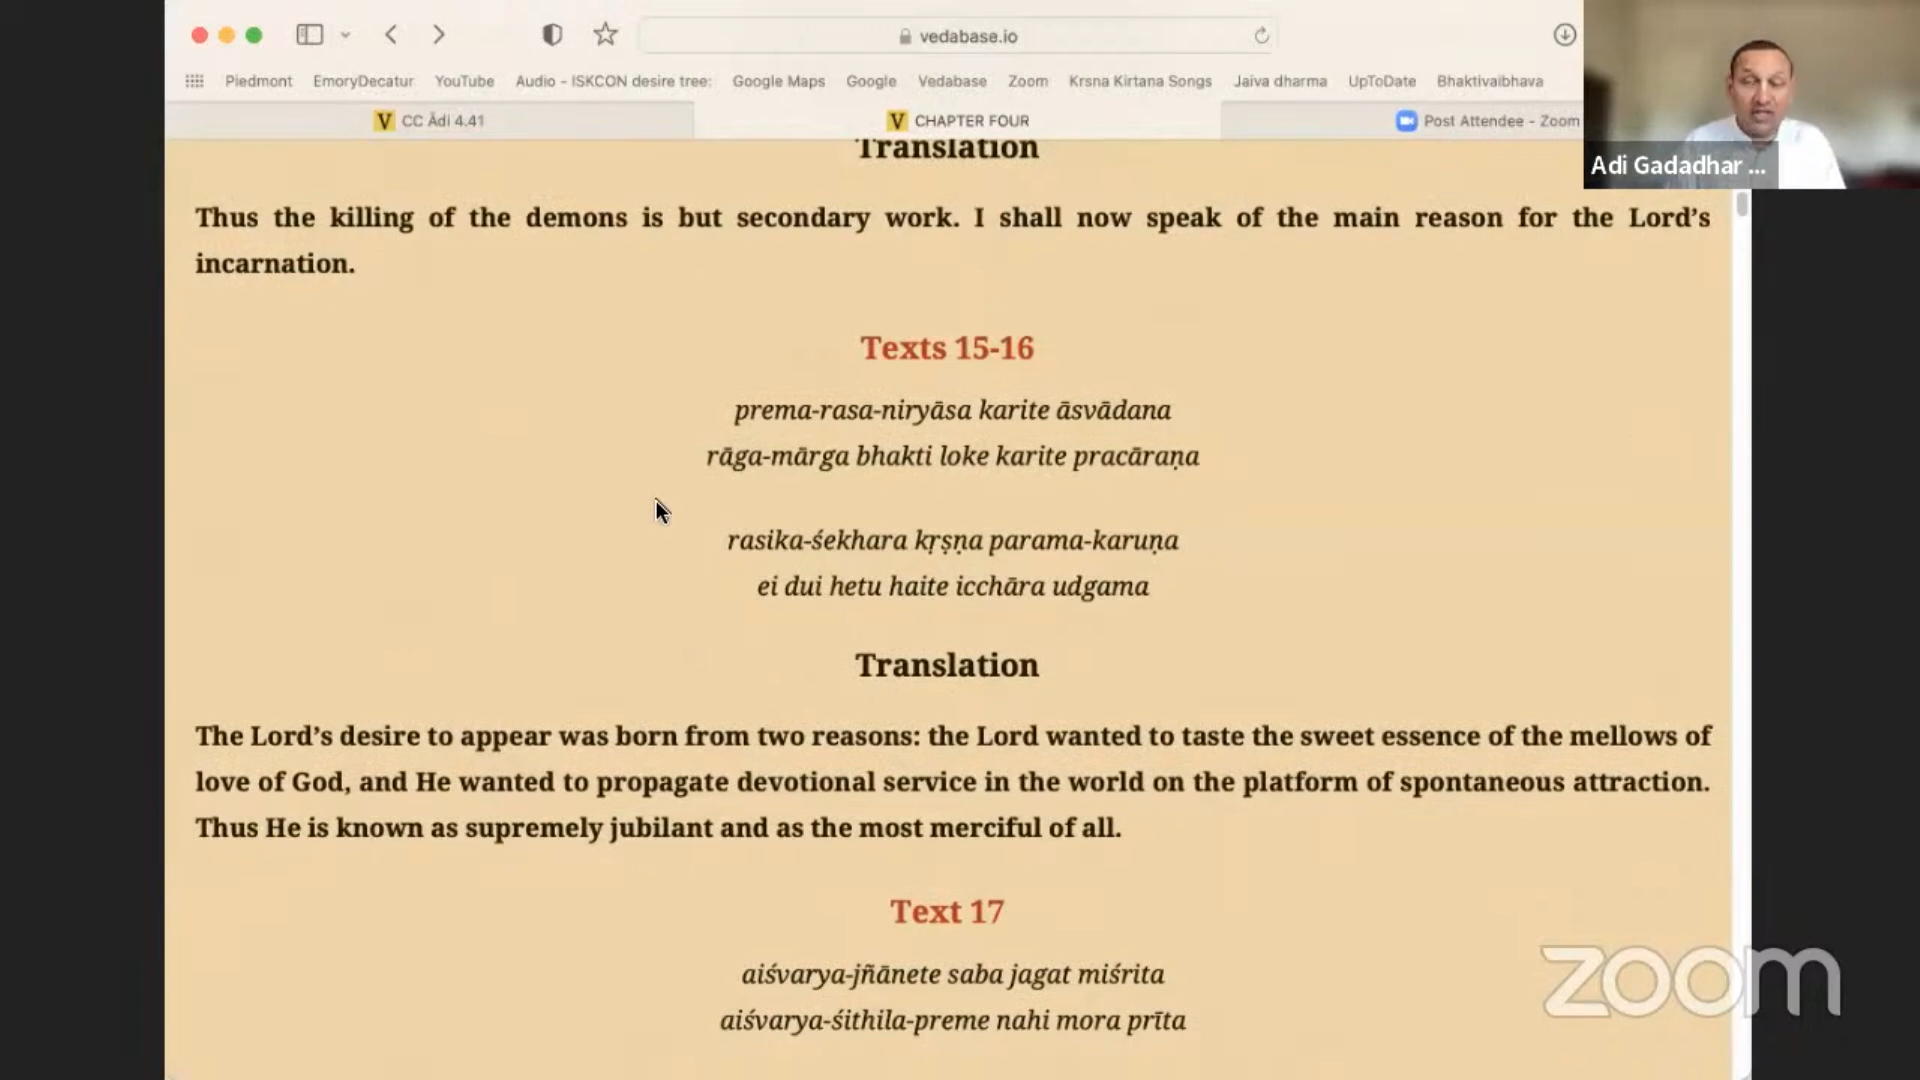 vedabase.io
Piedmont EmoryDecatur YouTube Audio - ISKCON desire tree: Google Maps Google Vedabase Zoom Krsna Kirtana Songs Jaiva dharma UpToDate Bhaktivaibhava
V CC Ādi 4.41 V CHAPTER FOUR Post Attendee - Zoom
Adi Gadadhar ...
Translation
Thus the killing of the demons is but secondary work. I shall now speak of the main reason for the Lord’s
incarnation.
Texts 15-16
prema-rasa-niryāsa karite āsvādana
rāga-mārga bhakti loke karite pracāraṇa
rasika-śekhara kṛṣṇa parama-karuṇa
ei dui hetu haite icchāra udgama
Translation
The Lord’s desire to appear was born from two reasons: the Lord wanted to taste the sweet essence of the mellows of
love of God, and He wanted to propagate devotional service in the world on the platform of spontaneous attraction.
Thus He is known as supremely jubilant and as the most merciful of all.
Text 17
aiśvarya-jñānete saba jagat miśrita
aiśvarya-śithila-preme nahi mora prīta
zoom